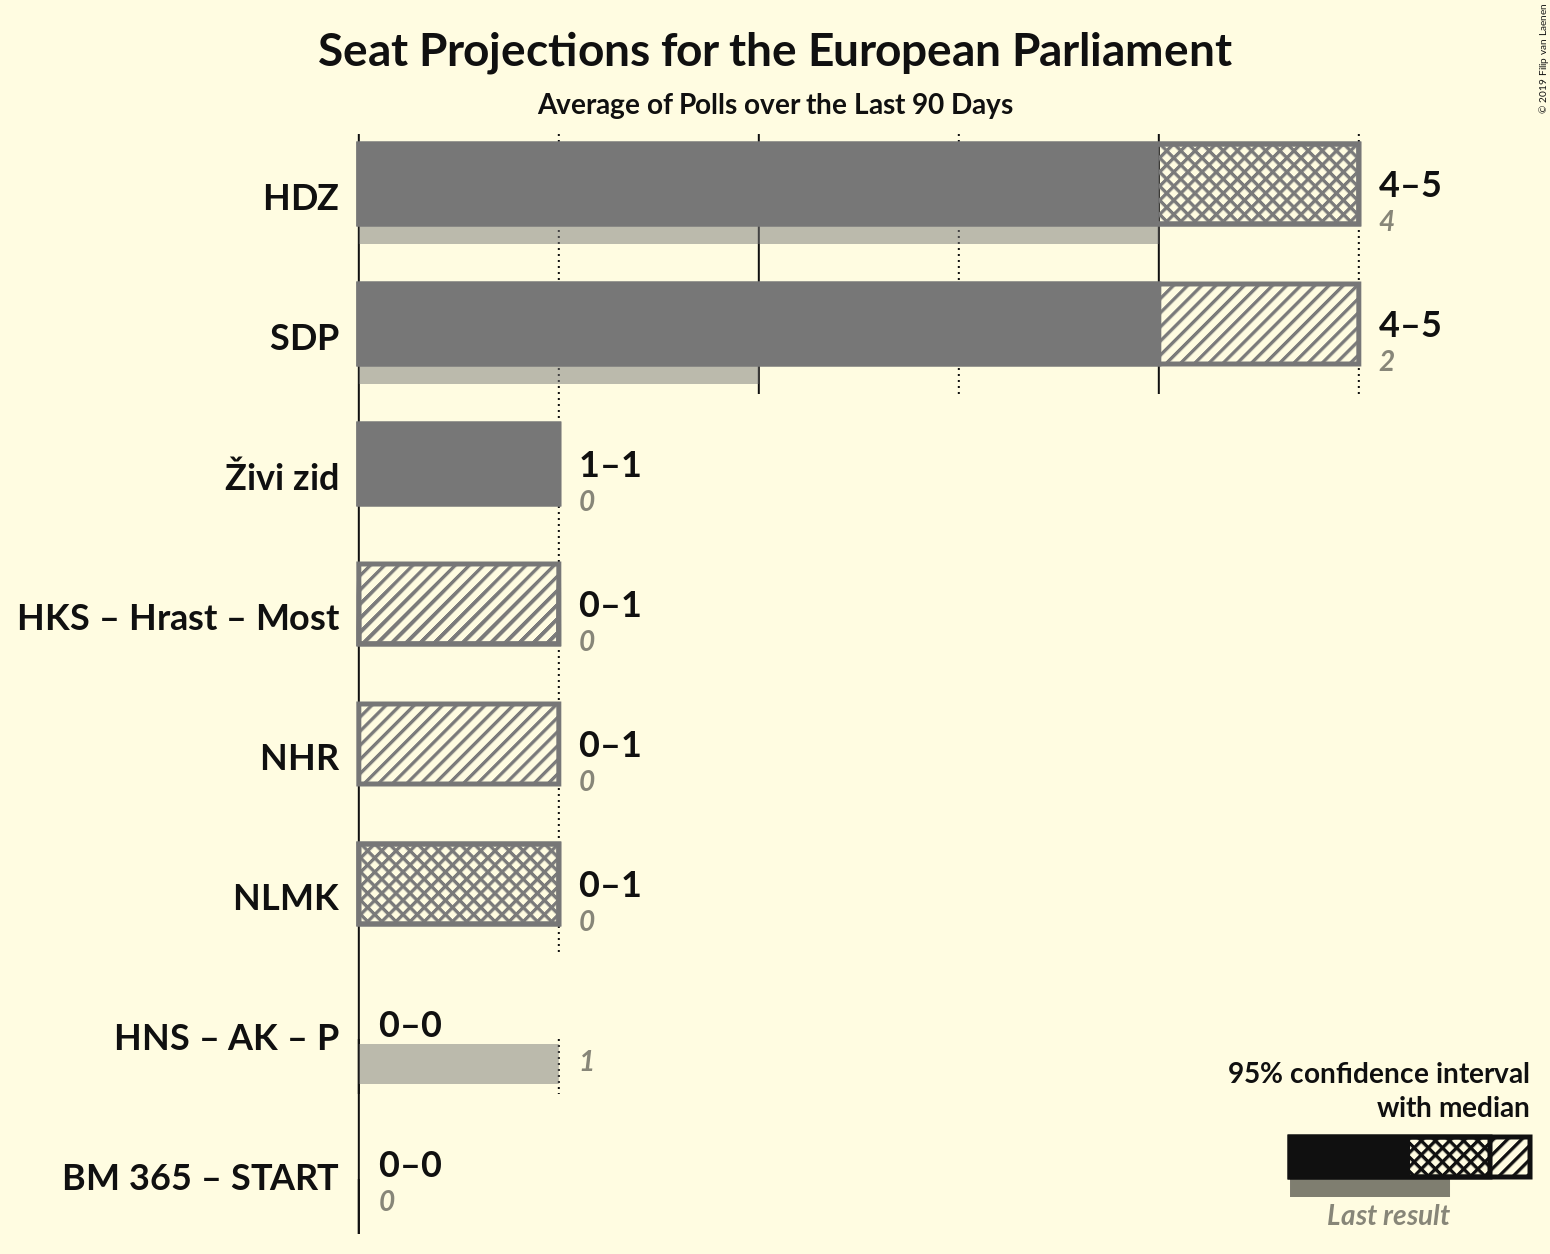 Seat Projections for the European Parliament
Average of Polls over the Last 90 Days
© 2019 Filip van Laenen
HDZ
4–5
4
SDP
4–5
2
Živi zid
1–1
0
HKS – Hrast – Most
0–1
0
NHR
0–1
0
NLMK
0–1
0
HNS – AK – P
0–0
1
BM 365 – START
0–0
0
95% confidence interval
with median
Last result